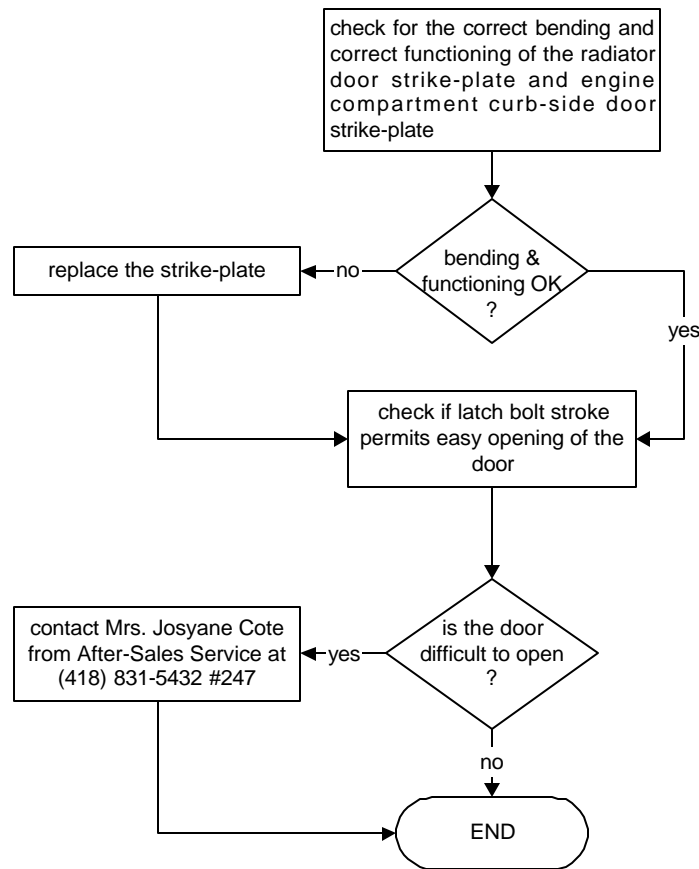 check for the correct bending and
correct functioning of the radiator
door strike-plate and engine
compartment curb-side door
strike-plate
bending &
functioning OK
?
no
replace the strike-plate
yes
check if latch bolt stroke
permits easy opening of the
door
is the door
difficult to open
?
yes
contact Mrs. Josyane Cote
from After-Sales Service at
(418) 831-5432 #247
no
END